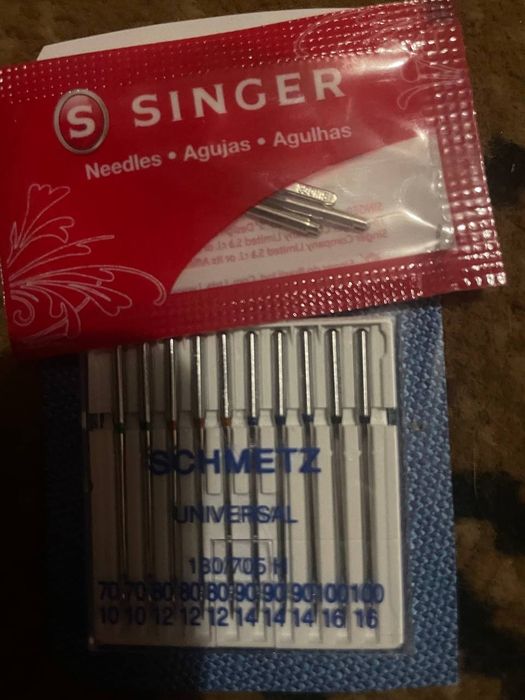 S SINGER
Needles • Agujas • Agulhas
SCHMETZ
UNIVERSAL
130/705 H
70 70 80 80 80 90 90 90 100 100
10 10 12 12 12 14 14 14 16 16